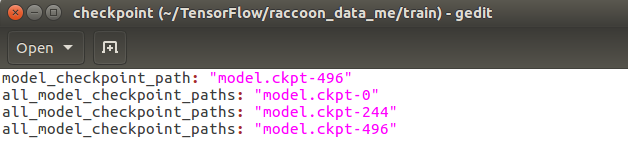 checkpoint (~/TensorFlow/raccoon_data_me/train) - gedit
Open
model_checkpoint_path: "model.ckpt-496"
all_model_checkpoint_paths: "model.ckpt-0"
all_model_checkpoint_paths: "model.ckpt-244"
all_model_checkpoint_paths: "model.ckpt-496"